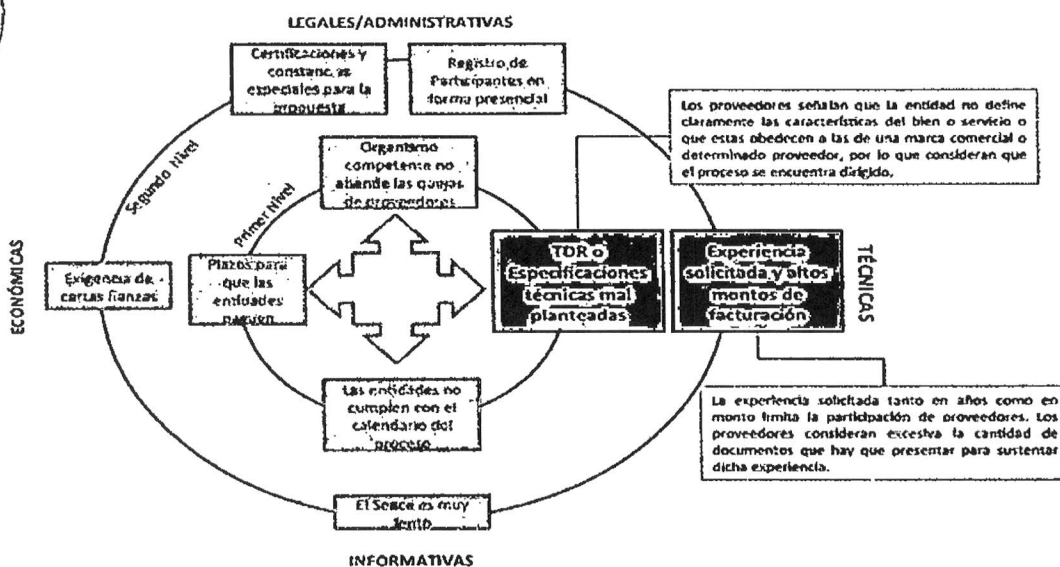 LEGALES/ADMINISTRATIVAS
Certificaciones y
constancias
especiales para la
propuesta
Registro de
Participantes en
forma presencial
Los proveedores señalan que la entidad no define
claramente las características del bien o servicio o
que estas obedecen a las de una marca comercial o
determinado proveedor, por lo que consideran que
el proceso se encuentra dirigido.
Organismo
competente no
atiende las quejas
de proveedores
Segundo Nivel
Primer Nivel
ECONÓMICAS
Exigencia de
cartas fianzas
Plazos para
que las
entidades
paguen
TDR o
Especificaciones
técnicas mal
planteadas
Experiencia
solicitada y altos
montos de
facturación
TÉCNICAS
Las entidades no
cumplen con el
calendario del
proceso
La experiencia solicitada tanto en años como en
monto limita la participación de proveedores. Los
proveedores consideran excesiva la cantidad de
documentos que hay que presentar para sustentar
dicha experiencia.
El Seace es muy
lento
INFORMATIVAS